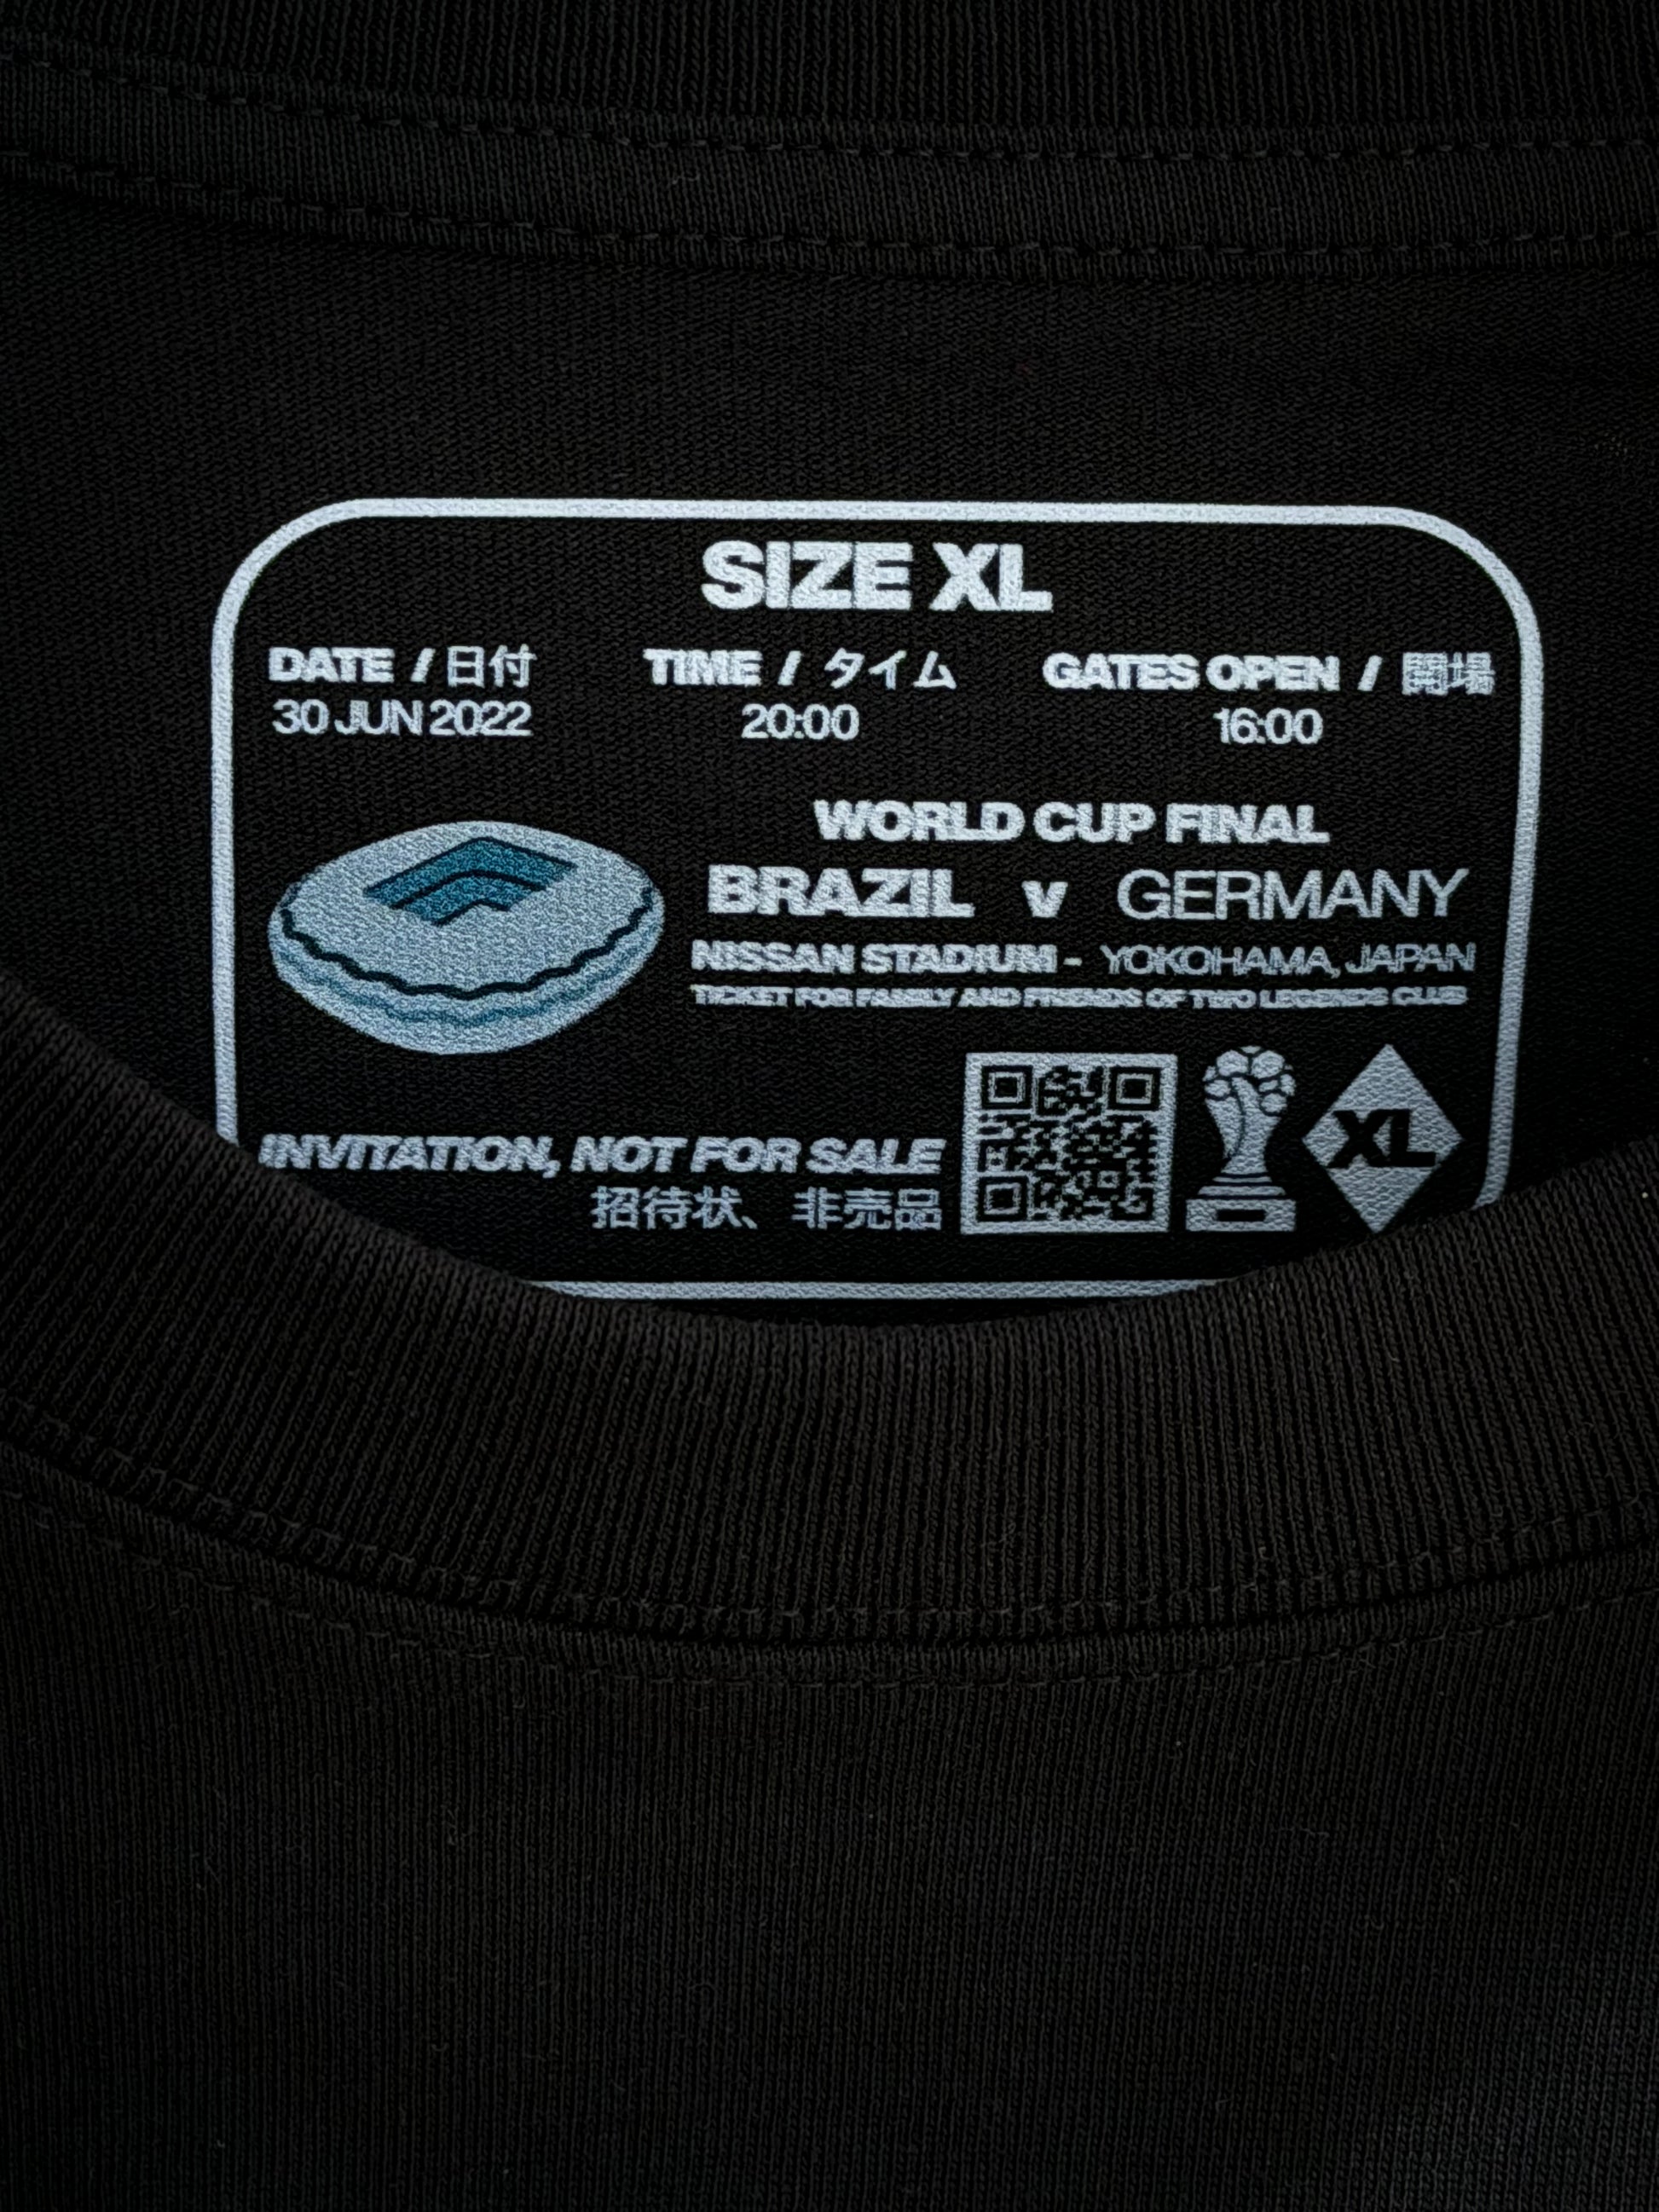 SIZE XL
DATE / 日付
30 JUN 2022
TIME / タイム
20:00
GATES OPEN / 開場
16:00
WORLD CUP FINAL
BRAZIL v GERMANY
NISSAN STADIUM - YOKOHAMA, JAPAN
TICKET FOR FAMILY AND FRIENDS OF TWO LEGENDS CLUB
INVITATION, NOT FOR SALE
招待状、非売品
XL